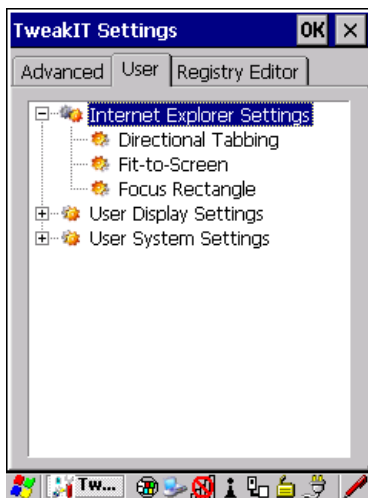 TweakIT Settings OK ×
Advanced User Registry Editor
Internet Explorer Settings
Directional Tabbing
Fit-to-Screen
Focus Rectangle
User Display Settings
User System Settings
Tw...